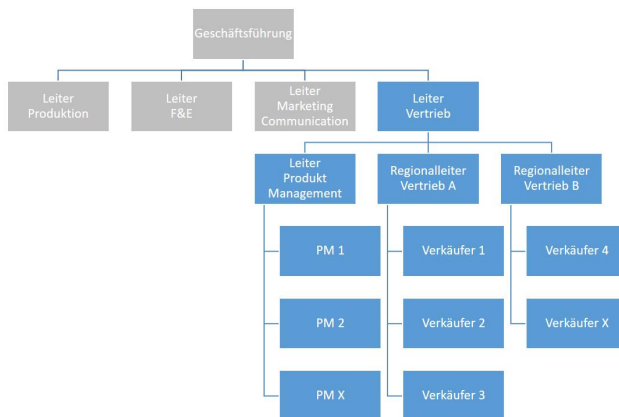 Geschäftsführung
Leiter
Produktion
Leiter
F&E
Leiter
Marketing
Communication
Leiter
Vertrieb
Leiter
Produkt
Management
Regionalleiter
Vertrieb A
Regionalleiter
Vertrieb B
PM 1
Verkäufer 1
Verkäufer 4
PM 2
Verkäufer 2
Verkäufer X
PM X
Verkäufer 3